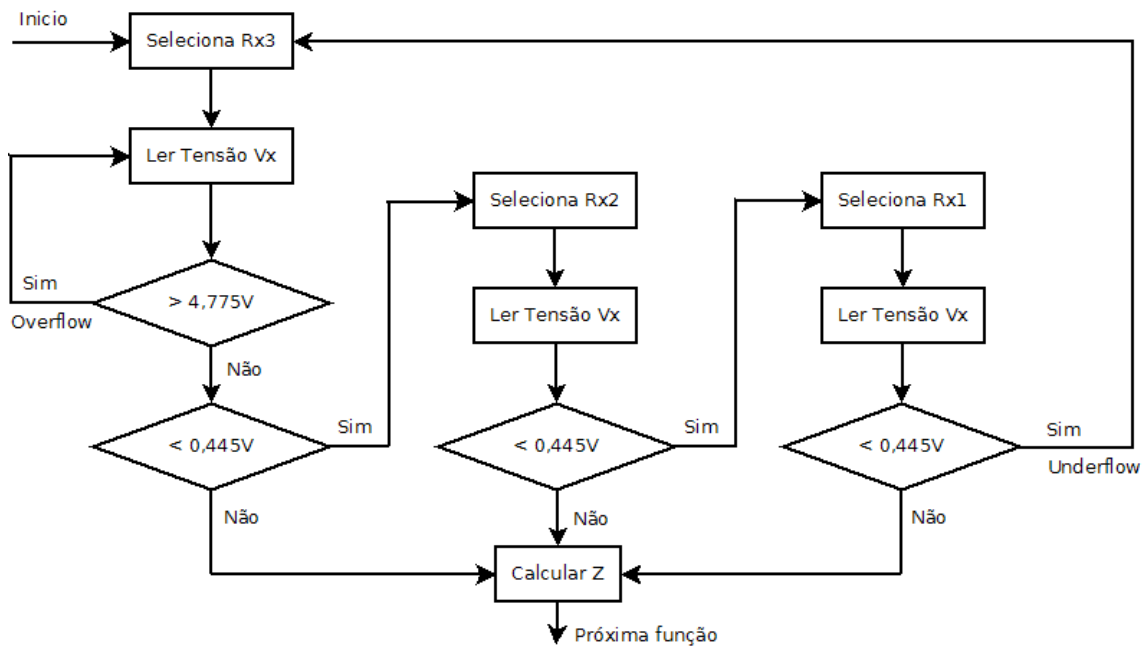 Inicio
Seleciona Rx3
Ler Tensão Vx
Sim
Overflow
> 4,775V
Não
< 0,445V
Sim
Não
Seleciona Rx2
Ler Tensão Vx
< 0,445V
Sim
Não
Seleciona Rx1
Ler Tensão Vx
< 0,445V
Sim
Underflow
Não
Calcular Z
Próxima função